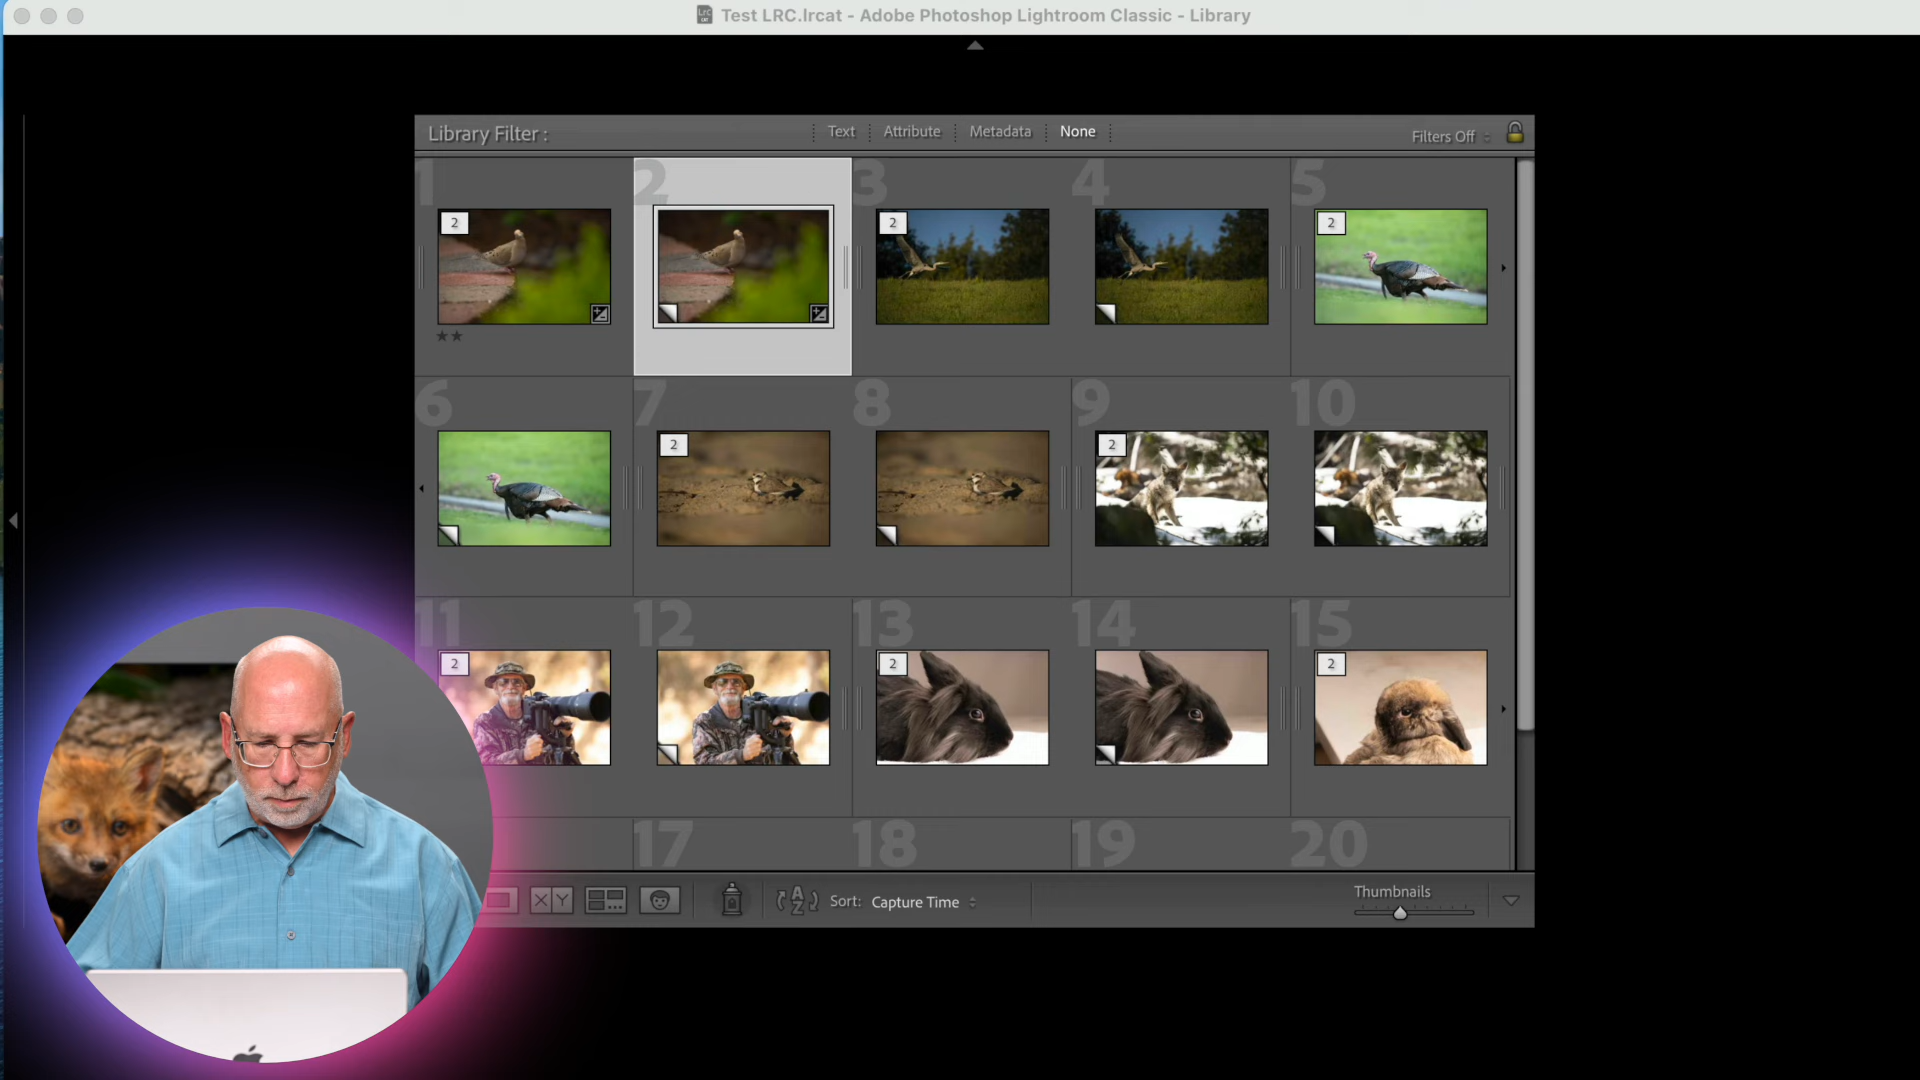 Test LRC.lrcat - Adobe Photoshop Lightroom Classic - Library
Library Filter :
Text
Attribute
Metadata
None
Filters Off
1
2
3
4
5
2
2
2
6
7
8
9
10
2
2
11
12
13
14
15
2
2
2
17
18
19
20
X Y
Sort: Capture Time
Thumbnails